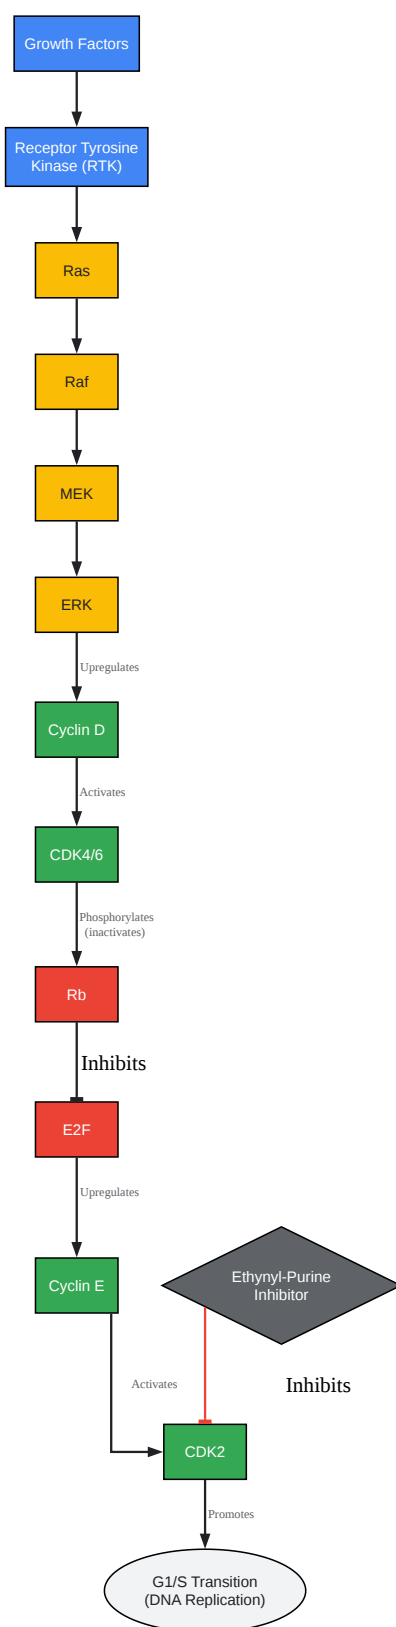 Growth Factors
Receptor Tyrosine
Kinase (RTK)
Ras
Raf
MEK
ERK
Upregulates
Cyclin D
Activates
CDK4/6
Phosphorylates
(inactivates)
Rb
Inhibits
E2F
Upregulates
Cyclin E
Ethynyl-Purine
Inhibitor
Activates
Inhibits
CDK2
Promotes
G1/S Transition
(DNA Replication)